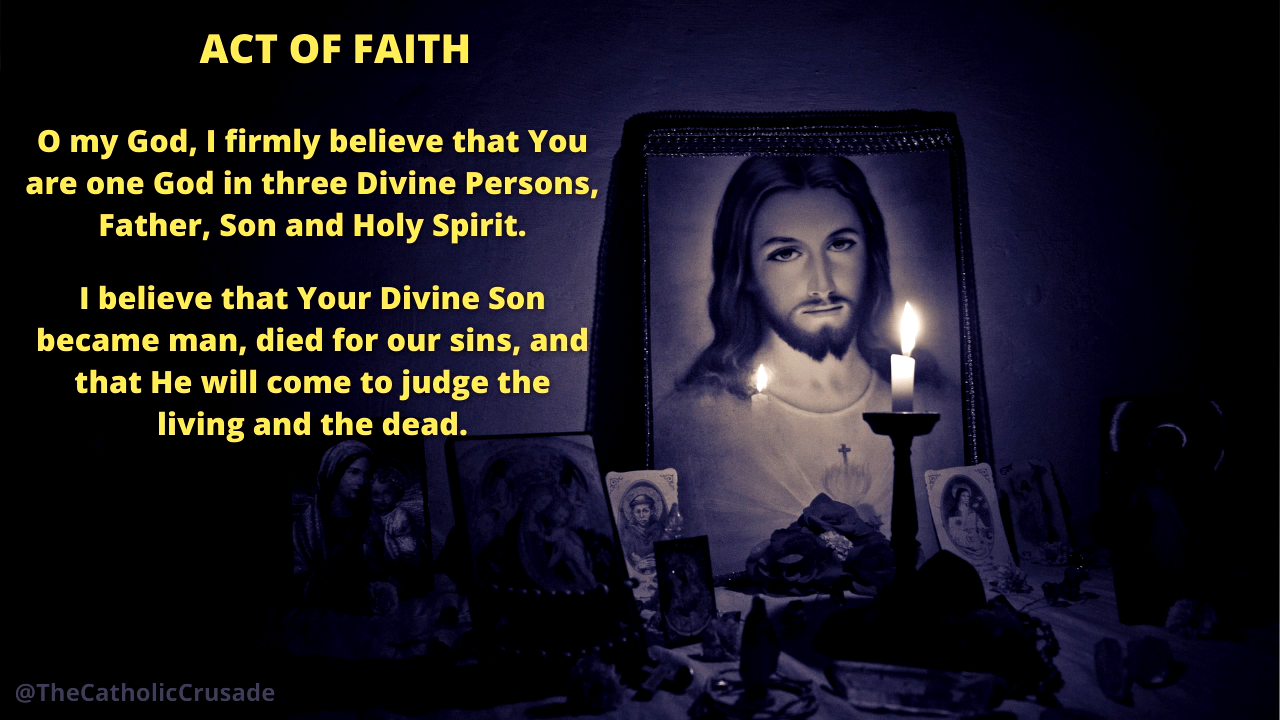 ACT OF FAITH
O my God, I firmly believe that You
are one God in three Divine Persons,
Father, Son and Holy Spirit.
I believe that Your Divine Son
became man, died for our sins, and
that He will come to judge the
living and the dead.
@TheCatholicCrusade